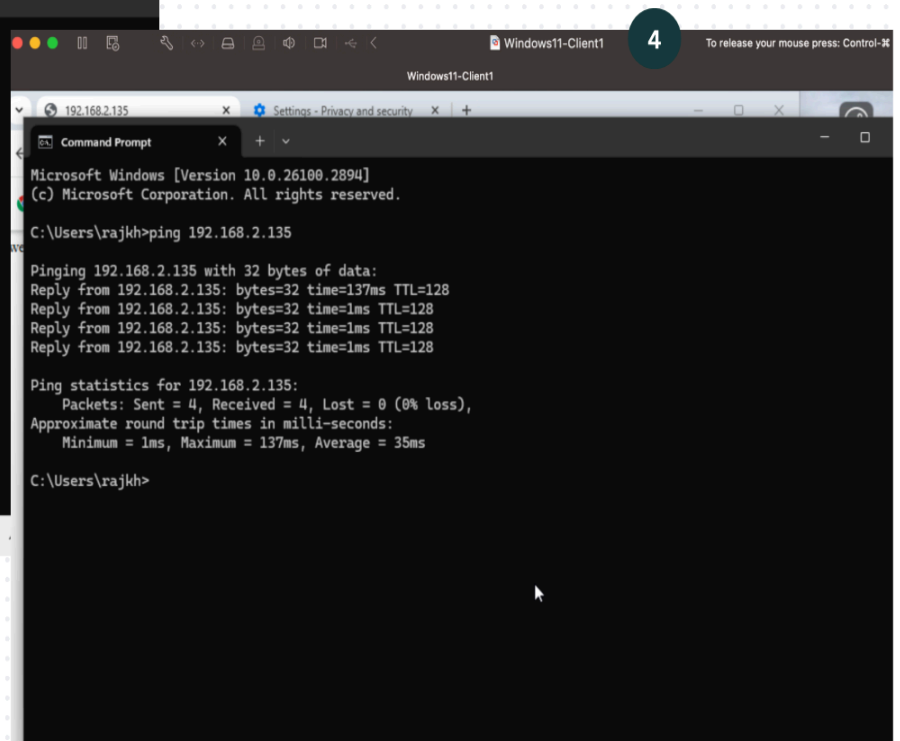 Windows11-Client1
4
To release your mouse press: Control-⌘
Windows11-Client1
192.168.2.135
Settings - Privacy and security
Command Prompt
Microsoft Windows [Version 10.0.26100.2894]
(c) Microsoft Corporation. All rights reserved.
C:\Users\rajkh>ping 192.168.2.135
we
Pinging 192.168.2.135 with 32 bytes of data:
Reply from 192.168.2.135: bytes=32 time=137ms TTL=128
Reply from 192.168.2.135: bytes=32 time=1ms TTL=128
Reply from 192.168.2.135: bytes=32 time=1ms TTL=128
Reply from 192.168.2.135: bytes=32 time=1ms TTL=128
Ping statistics for 192.168.2.135:
Packets: Sent = 4, Received = 4, Lost = 0 (0% loss),
Approximate round trip times in milli-seconds:
Minimum = 1ms, Maximum = 137ms, Average = 35ms
C:\Users\rajkh>